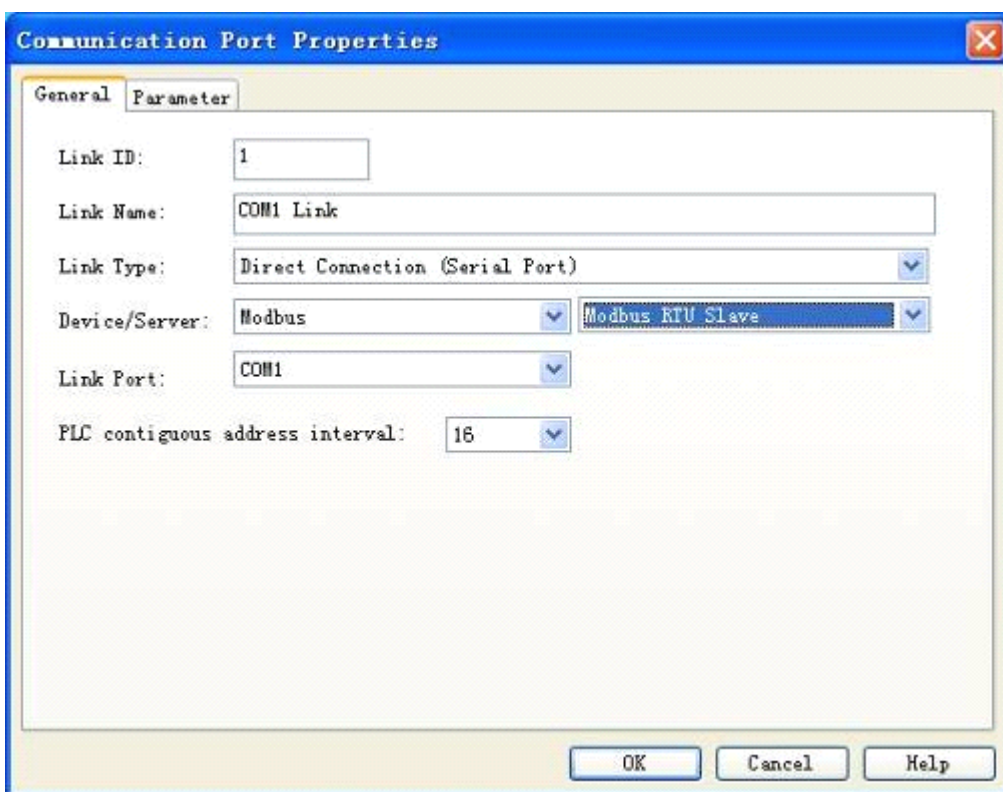 Communication Port Properties
General Parameter
Link ID: 1
Link Name: COM1 Link
Link Type: Direct Connection (Serial Port)
Device/Server: Modbus Modbus RTU Slave
Link Port: COM1
PLC contiguous address interval: 16
OK Cancel Help